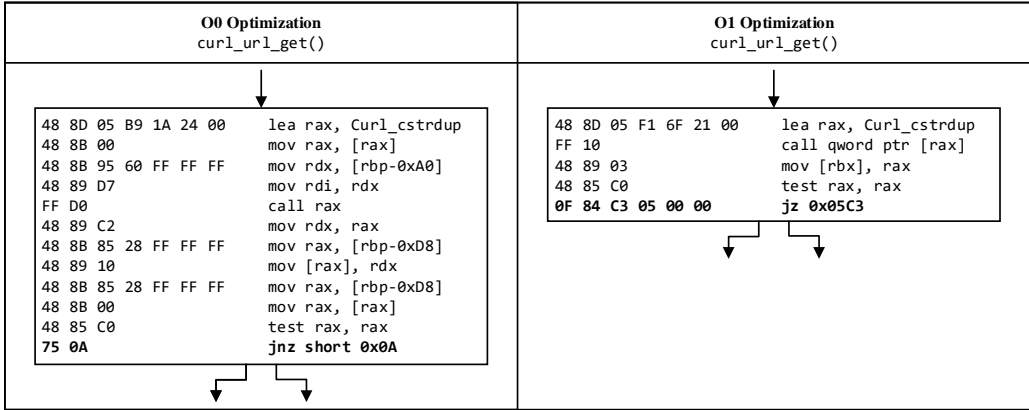 O0 Optimization
curl_url_get()
48 8D 05 B9 1A 24 00 lea rax, Curl_cstrdup
48 8B 00 mov rax, [rax]
48 8B 95 60 FF FF FF mov rdx, [rbp-0xA0]
48 89 D7 mov rdi, rdx
FF D0 call rax
48 89 C2 mov rdx, rax
48 8B 85 28 FF FF FF mov rax, [rbp-0xD8]
48 89 10 mov [rax], rdx
48 8B 85 28 FF FF FF mov rax, [rbp-0xD8]
48 8B 00 mov rax, [rax]
48 85 C0 test rax, rax
75 0A jnz short 0x0A
O1 Optimization
curl_url_get()
48 8D 05 F1 6F 21 00 lea rax, Curl_cstrdup
FF 10 call qword ptr [rax]
48 89 03 mov [rbx], rax
48 85 C0 test rax, rax
0F 84 C3 05 00 00 jz 0x05C3